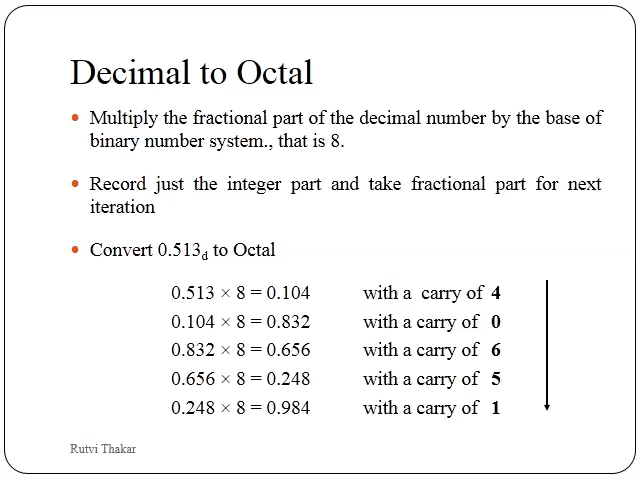 Decimal to Octal
• Multiply the fractional part of the decimal number by the base of
binary number system., that is 8.
• Record just the integer part and take fractional part for next
iteration
• Convert 0.513d to Octal
0.513 × 8 = 0.104 with a carry of 4
0.104 × 8 = 0.832 with a carry of 0
0.832 × 8 = 0.656 with a carry of 6
0.656 × 8 = 0.248 with a carry of 5
0.248 × 8 = 0.984 with a carry of 1
Rutvi Thakar